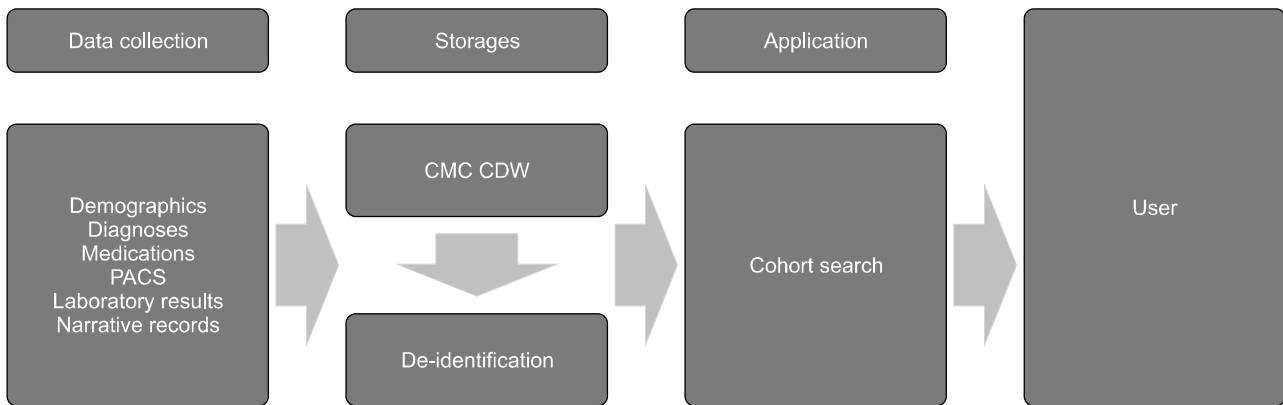 Data collection
Storages
Application
User
Demographics
Diagnoses
Medications
PACS
Laboratory results
Narrative records
CMC CDW
De-identification
Cohort search